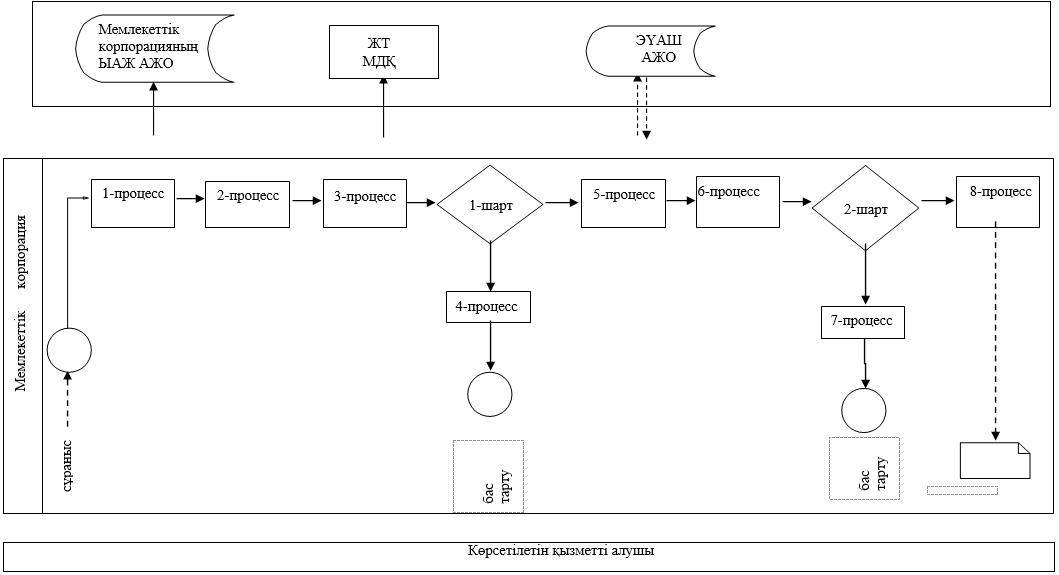 Мемлекеттік
корпорацияның
ЫАЖ АЖО
ЖТ
МДҚ
ЭҮАШ
АЖО
Мемлекеттік корпорация
1-процесс
2-процесс
3-процесс
1-шарт
5-процесс
6-процесс
2-шарт
8-процесс
4-процесс
7-процесс
сұраныс
бас
тарту
бас
тарту
Көрсетілетін қызметті алушы